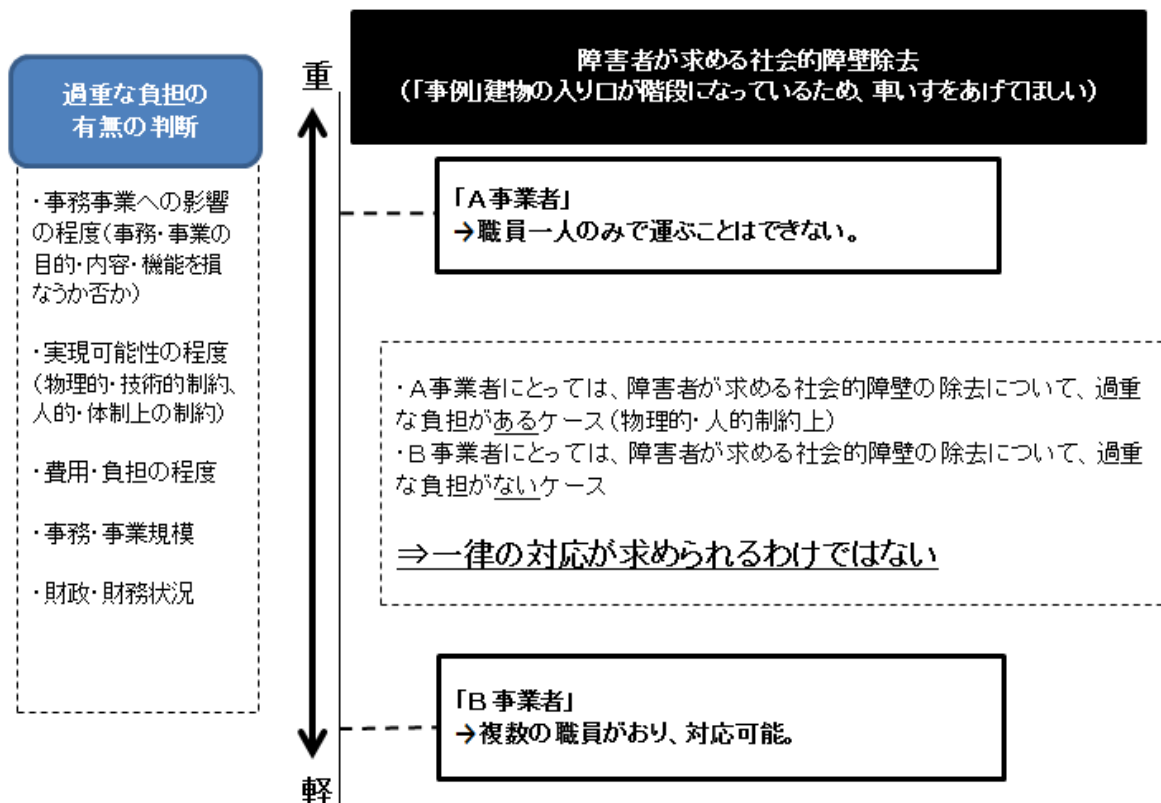 過重な負担の
有無の判断
・事務事業への影響
の程度(事務・事業の
目的・内容・機能を損
なうか否か)
・実現可能性の程度
(物理的・技術的制約、
人的・体制上の制約)
・費用・負担の程度
・事務・事業規模
・財政・財務状況
重
軽
障害者が求める社会的障壁除去
(「事例」建物の入り口が階段になっているため、車いすをあげてほしい)
「A事業者」
→職員一人のみで運ぶことはできない。
・A事業者にとっては、障害者が求める社会的障壁の除去について、過重
な負担があるケース(物理的・人的制約上)
・B事業者にとっては、障害者が求める社会的障壁の除去について、過重
な負担がないケース
⇒一律の対応が求められるわけではない
「B事業者」
→複数の職員がおり、対応可能。